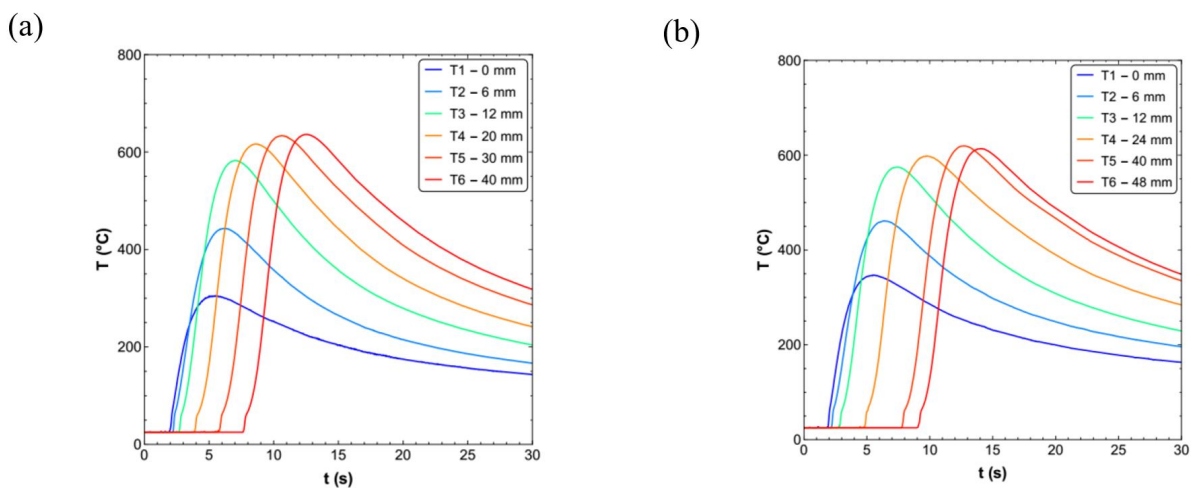 (a)
800
600
400
200
0
T (°C)
0 5 10 15 20 25 30
t (s)
T1 – 0 mm
T2 – 6 mm
T3 – 12 mm
T4 – 20 mm
T5 – 30 mm
T6 – 40 mm
(b)
800
600
400
200
0
T (°C)
0 5 10 15 20 25 30
t (s)
T1 – 0 mm
T2 – 6 mm
T3 – 12 mm
T4 – 24 mm
T5 – 40 mm
T6 – 48 mm